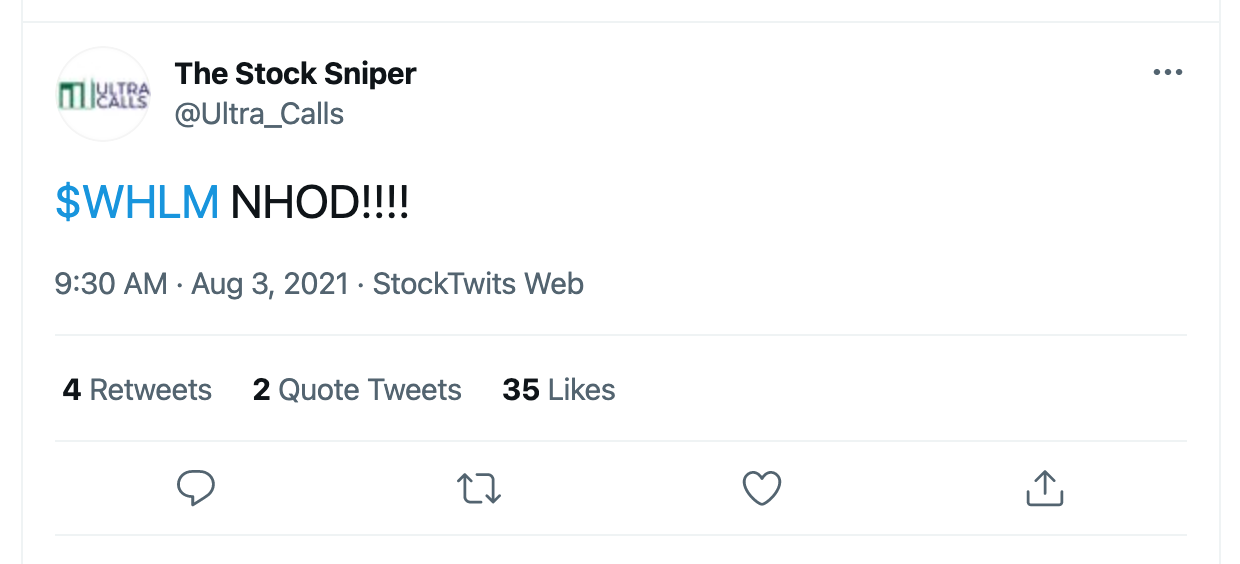 ULTRA
CALLS
The Stock Sniper
@Ultra_Calls
$WHLM NHOD!!!!
9:30 AM · Aug 3, 2021 · StockTwits Web
4 Retweets 2 Quote Tweets 35 Likes